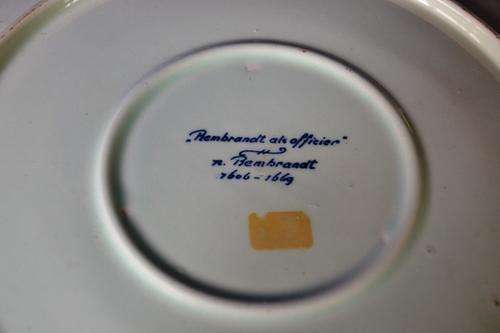 „Rembrandt als officier"
n. Rembrandt
1606 - 1669